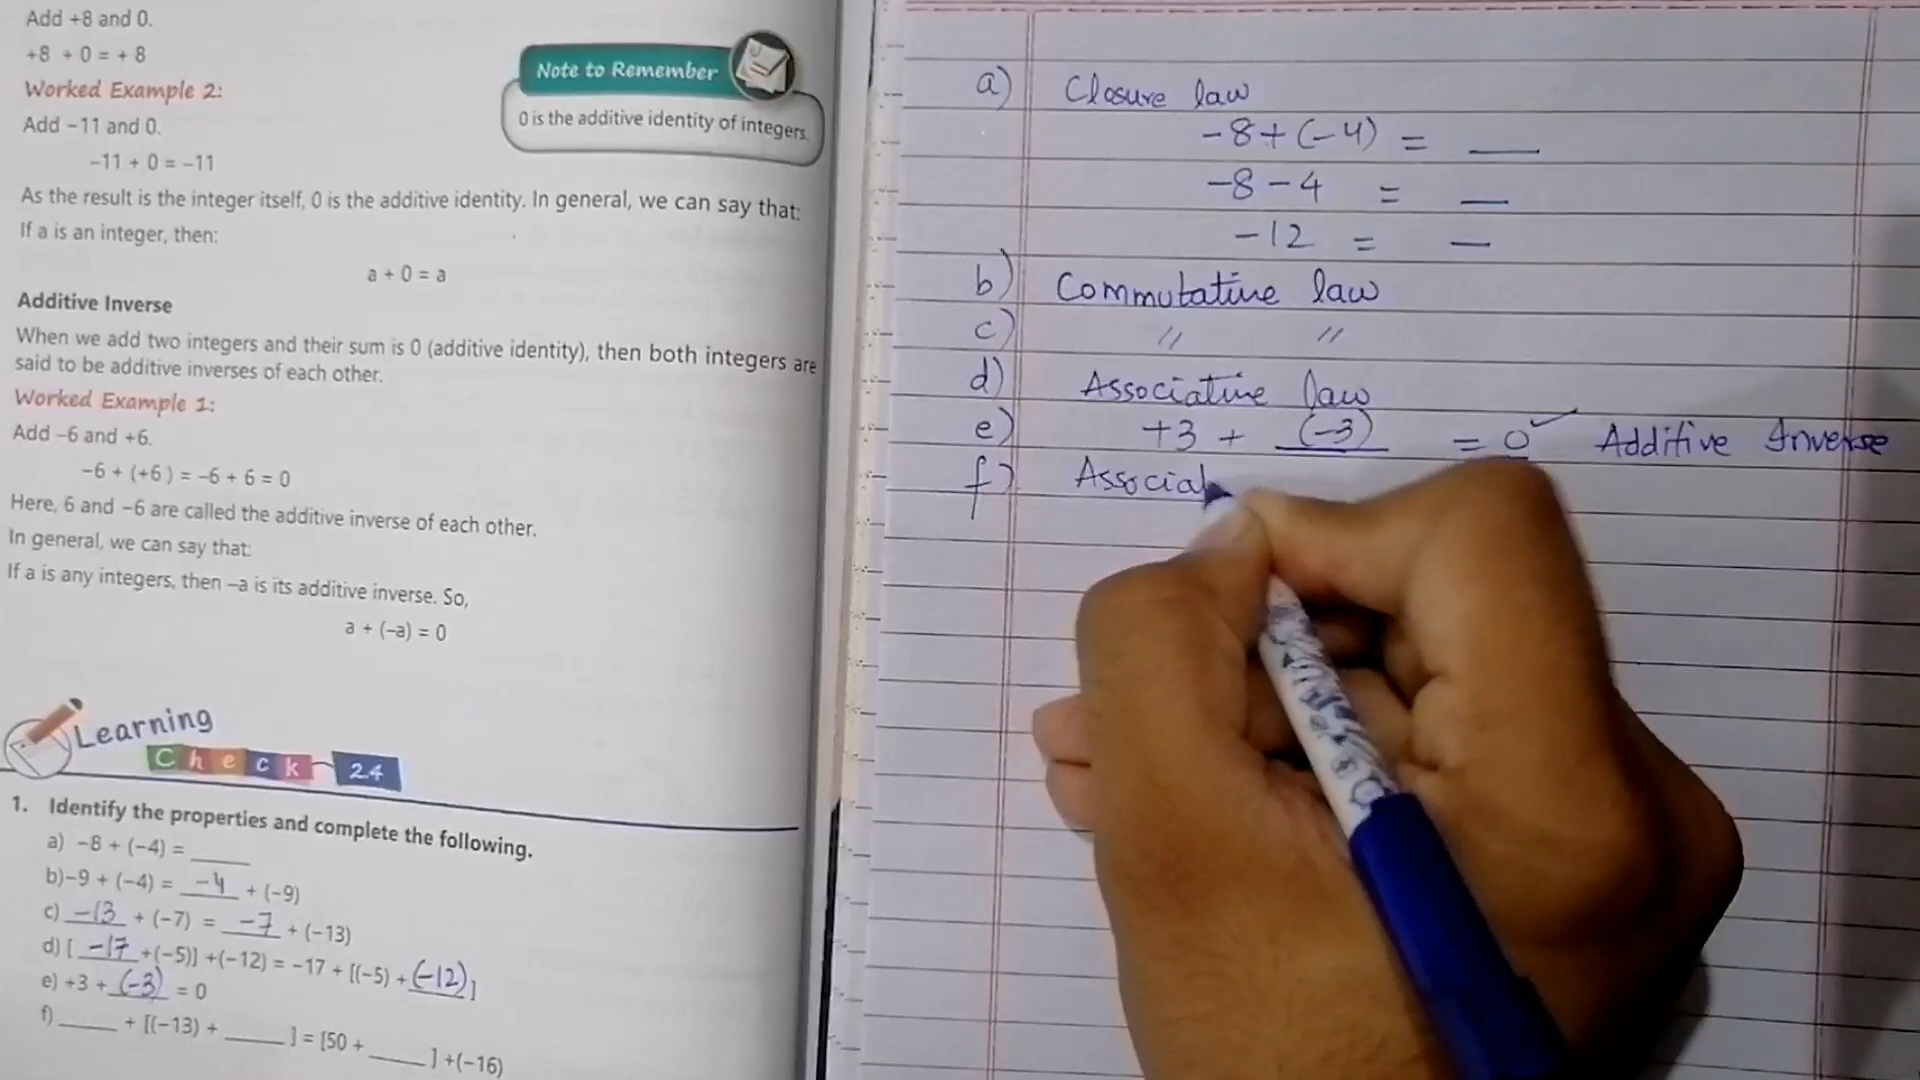 Add +8 and 0.
+8 + 0 = + 8
Worked Example 2:
Add −11 and 0.
−11 + 0 = −11
Note to Remember
0 is the additive identity of integers.
As the result is the integer itself, 0 is the additive identity. In general, we can say that:
If a is an integer, then:
a + 0 = a
Additive Inverse
When we add two integers and their sum is 0 (additive identity), then both integers are
said to be additive inverses of each other.
Worked Example 1:
Add −6 and +6.
−6 + (+6) = −6 + 6 = 0
Here, 6 and −6 are called the additive inverse of each other.
In general, we can say that:
If a is any integers, then −a is its additive inverse. So,
a + (−a) = 0
Learning
Check 2.4
1. Identify the properties and complete the following.
a) −8 + (−4) = ____
b) −9 + (−4) = -4 + (−9)
c) -13 + (−7) = -7 + (−13)
d) [ -17 +(−5)] +(−12) = −17 + [(−5) + (-12) ]
e) +3 + (-3) = 0
f) ____ + [(−13) + ____ ] = [50 + ____ ] +(−16)
a) Closure law
-8+(-4) = __
-8-4 = __
-12 = __
b) Commutative law
c) // //
d) Associative law
e) +3 + (-3) = 0 ✓ Additive Inverse
f) Associat